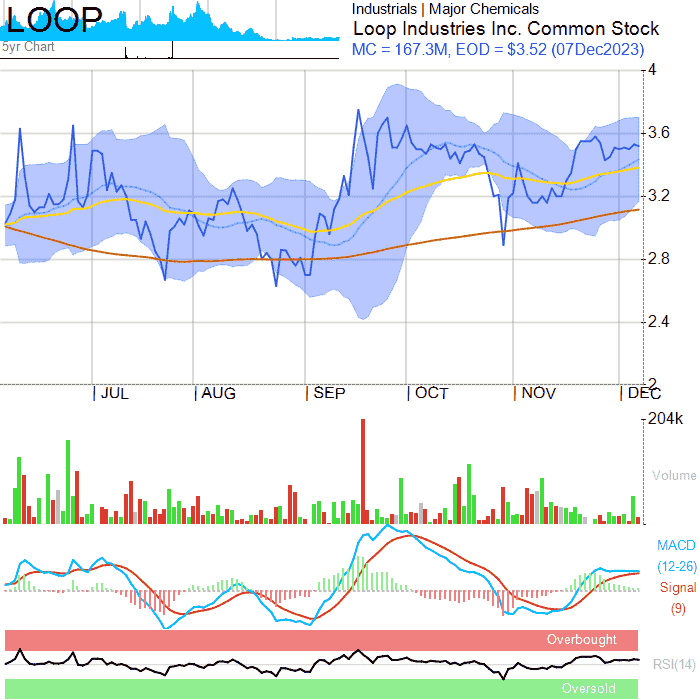 LOOP
5yr Chart
Industrials | Major Chemicals
Loop Industries Inc. Common Stock
MC = 167.3M, EOD = $3.52 (07Dec2023)
4
3.6
3.2
2.8
2.4
2
JUL AUG SEP OCT NOV DEC
204k
Volume
MACD
(12-26)
Signal
(9)
Overbought
RSI(14)
Oversold